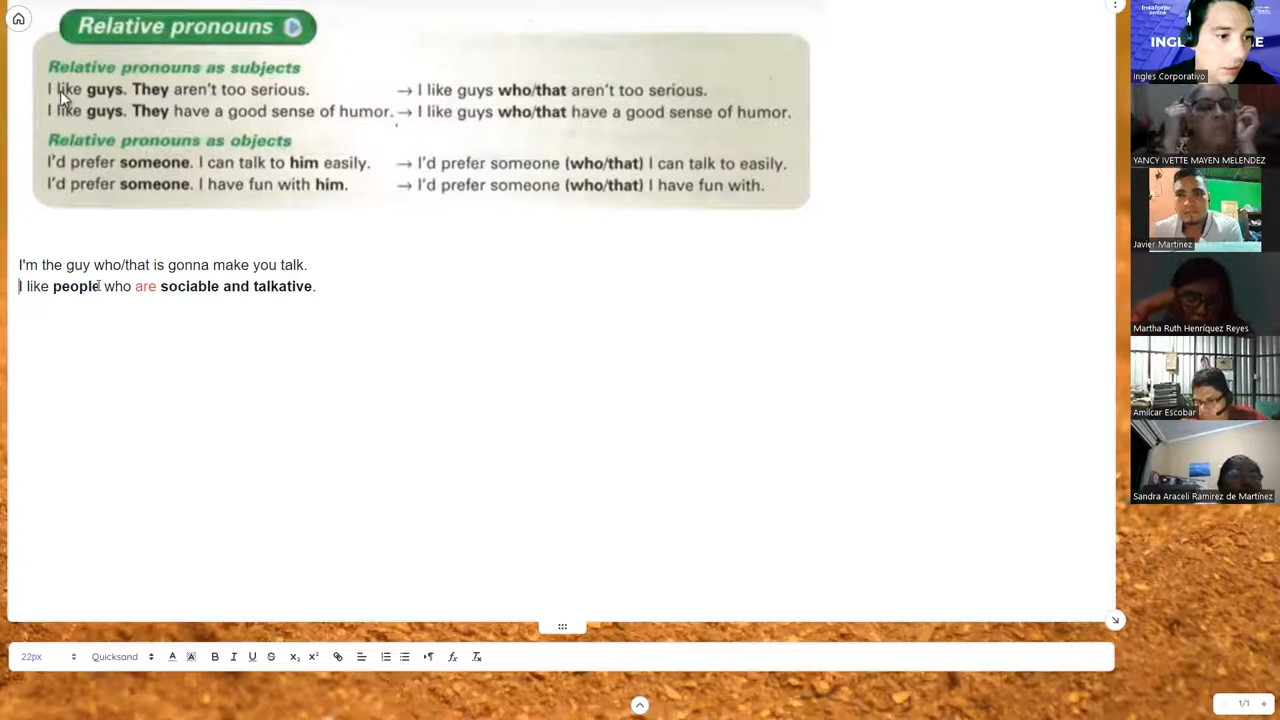 Relative pronouns
Relative pronouns as subjects
I like guys. They aren't too serious. → I like guys who/that aren't too serious.
I like guys. They have a good sense of humor. → I like guys who/that have a good sense of humor.
Relative pronouns as objects
I'd prefer someone. I can talk to him easily. → I'd prefer someone (who/that) I can talk to easily.
I'd prefer someone. I have fun with him. → I'd prefer someone (who/that) I have fun with.
I'm the guy who/that is gonna make you talk.
I like people who are sociable and talkative.
22px Quicksand
1/1
Ingles Corporativo
YANCY IVETTE MAYEN MELENDEZ
Javier Martinez
Martha Ruth Henríquez Reyes
Amilcar Escobar
Sandra Araceli Ramirez de Martínez